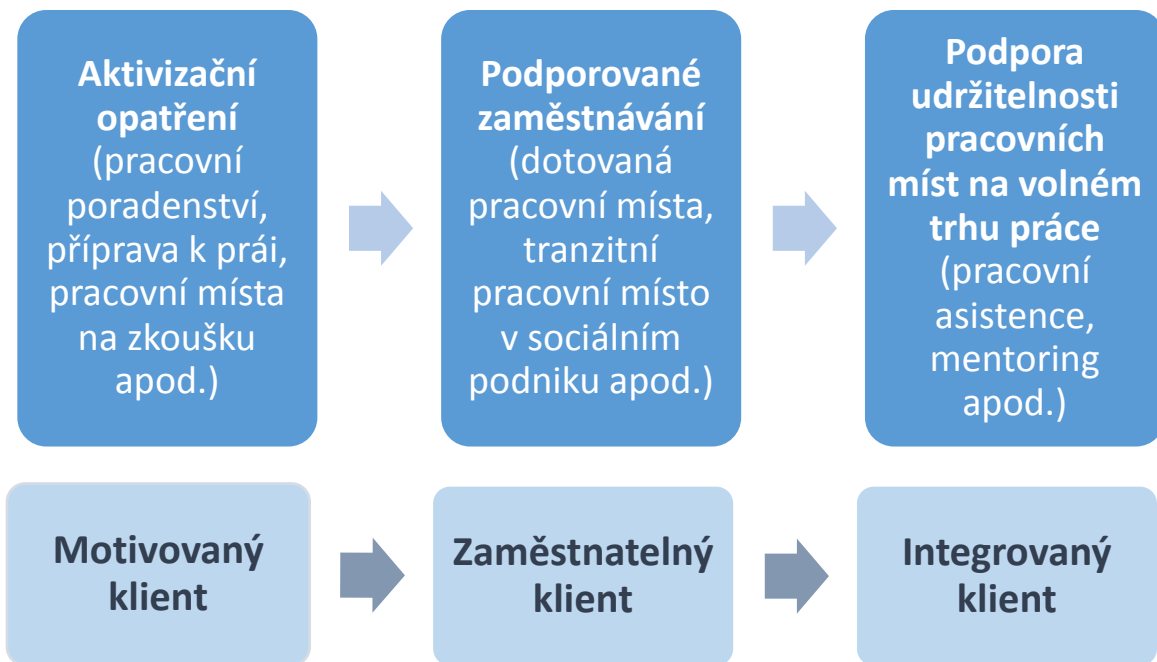 Aktivizační
opatření
(pracovní
poradenství,
příprava k prái,
pracovní místa
na zkoušku
apod.)
Podporované
zaměstnávání
(dotovaná
pracovní místa,
tranzitní
pracovní místo
v sociálním
podniku apod.)
Podpora
udržitelnosti
pracovních
míst na volném
trhu práce
(pracovní
asistence,
mentoring
apod.)
Motivovaný
klient
Zaměstnatelný
klient
Integrovaný
klient